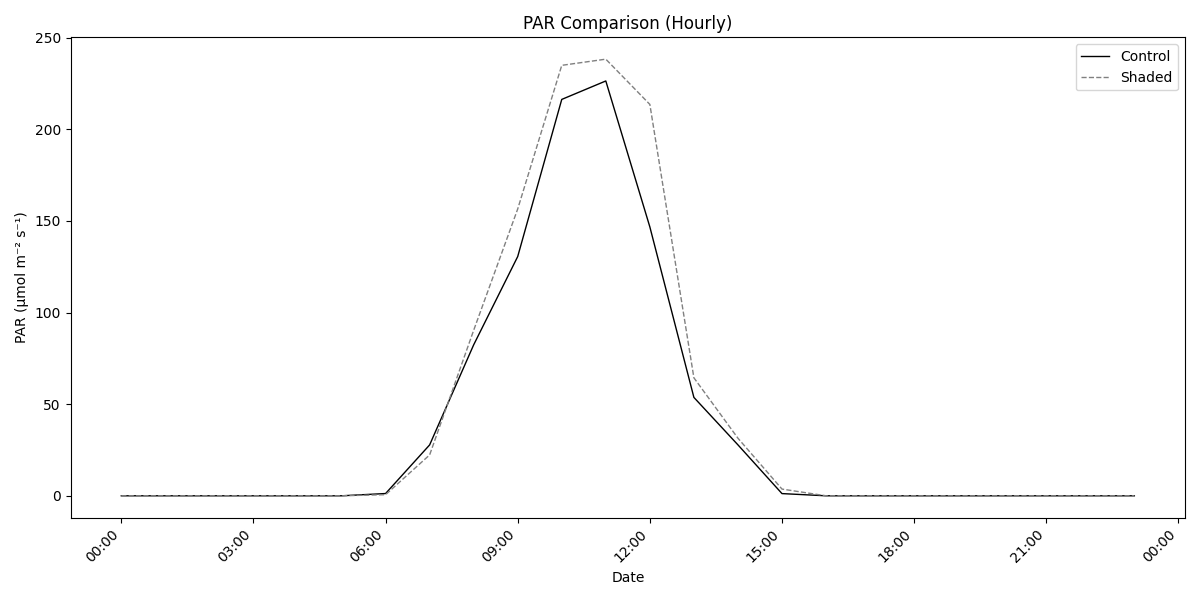 PAR Comparison (Hourly)
Control
Shaded
PAR (μmol m⁻² s⁻¹)
250
200
150
100
50
0
00:00 03:00 06:00 09:00 12:00 15:00 18:00 21:00 00:00
Date